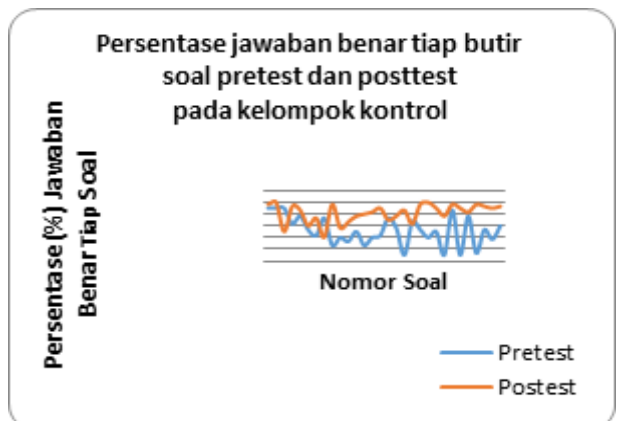 Persentase jawaban benar tiap butir
soal pretest dan posttest
pada kelompok kontrol
Persentase (%) Jawaban
Benar Tiap Soal
Nomor Soal
Pretest
Postest